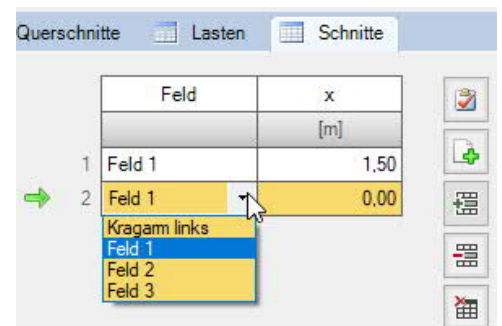 Querschnitte Lasten Schnitte
Feld x
[m]
1 Feld 1 1,50
2 Feld 1 0,00
Kragarm links
Feld 1
Feld 2
Feld 3